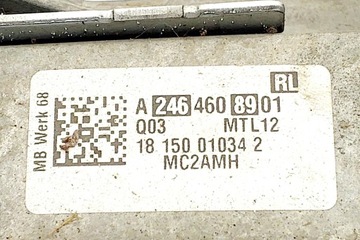 RL
MB Werk 68
A 246 460 89 01
Q03 MTL12
18 150 01034 2
MC2AMH